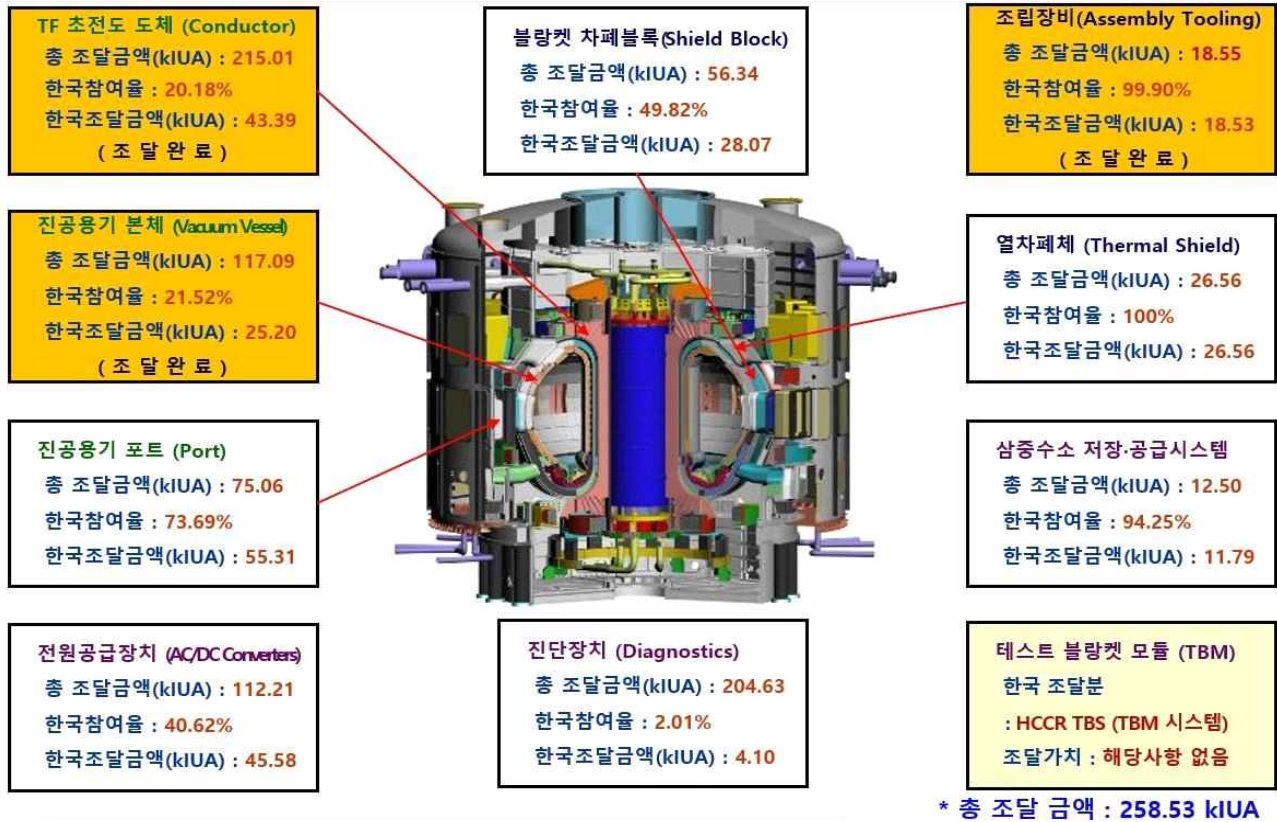 TF 초전도 도체 (Conductor)
총 조달금액(kIUA) : 215.01
한국참여율 : 20.18%
한국조달금액(kIUA) : 43.39
( 조 달 완 료 )
블랑켓 차폐블록(Shield Block)
총 조달금액(kIUA) : 56.34
한국참여율 : 49.82%
한국조달금액(kIUA) : 28.07
조립장비(Assembly Tooling)
총 조달금액(kIUA) : 18.55
한국참여율 : 99.90%
한국조달금액(kIUA) : 18.53
( 조 달 완 료 )
진공용기 본체 (Vacuum Vessel)
총 조달금액(kIUA) : 117.09
한국참여율 : 21.52%
한국조달금액(kIUA) : 25.20
( 조 달 완 료 )
열차폐체 (Thermal Shield)
총 조달금액(kIUA) : 26.56
한국참여율 : 100%
한국조달금액(kIUA) : 26.56
진공용기 포트 (Port)
총 조달금액(kIUA) : 75.06
한국참여율 : 73.69%
한국조달금액(kIUA) : 55.31
삼중수소 저장·공급시스템
총 조달금액(kIUA) : 12.50
한국참여율 : 94.25%
한국조달금액(kIUA) : 11.79
전원공급장치 (AC/DC Converters)
총 조달금액(kIUA) : 112.21
한국참여율 : 40.62%
한국조달금액(kIUA) : 45.58
진단장치 (Diagnostics)
총 조달금액(kIUA) : 204.63
한국참여율 : 2.01%
한국조달금액(kIUA) : 4.10
테스트 블랑켓 모듈 (TBM)
한국 조달분
: HCCR TBS (TBM 시스템)
조달가치 : 해당사항 없음
* 총 조달 금액 : 258.53 kIUA